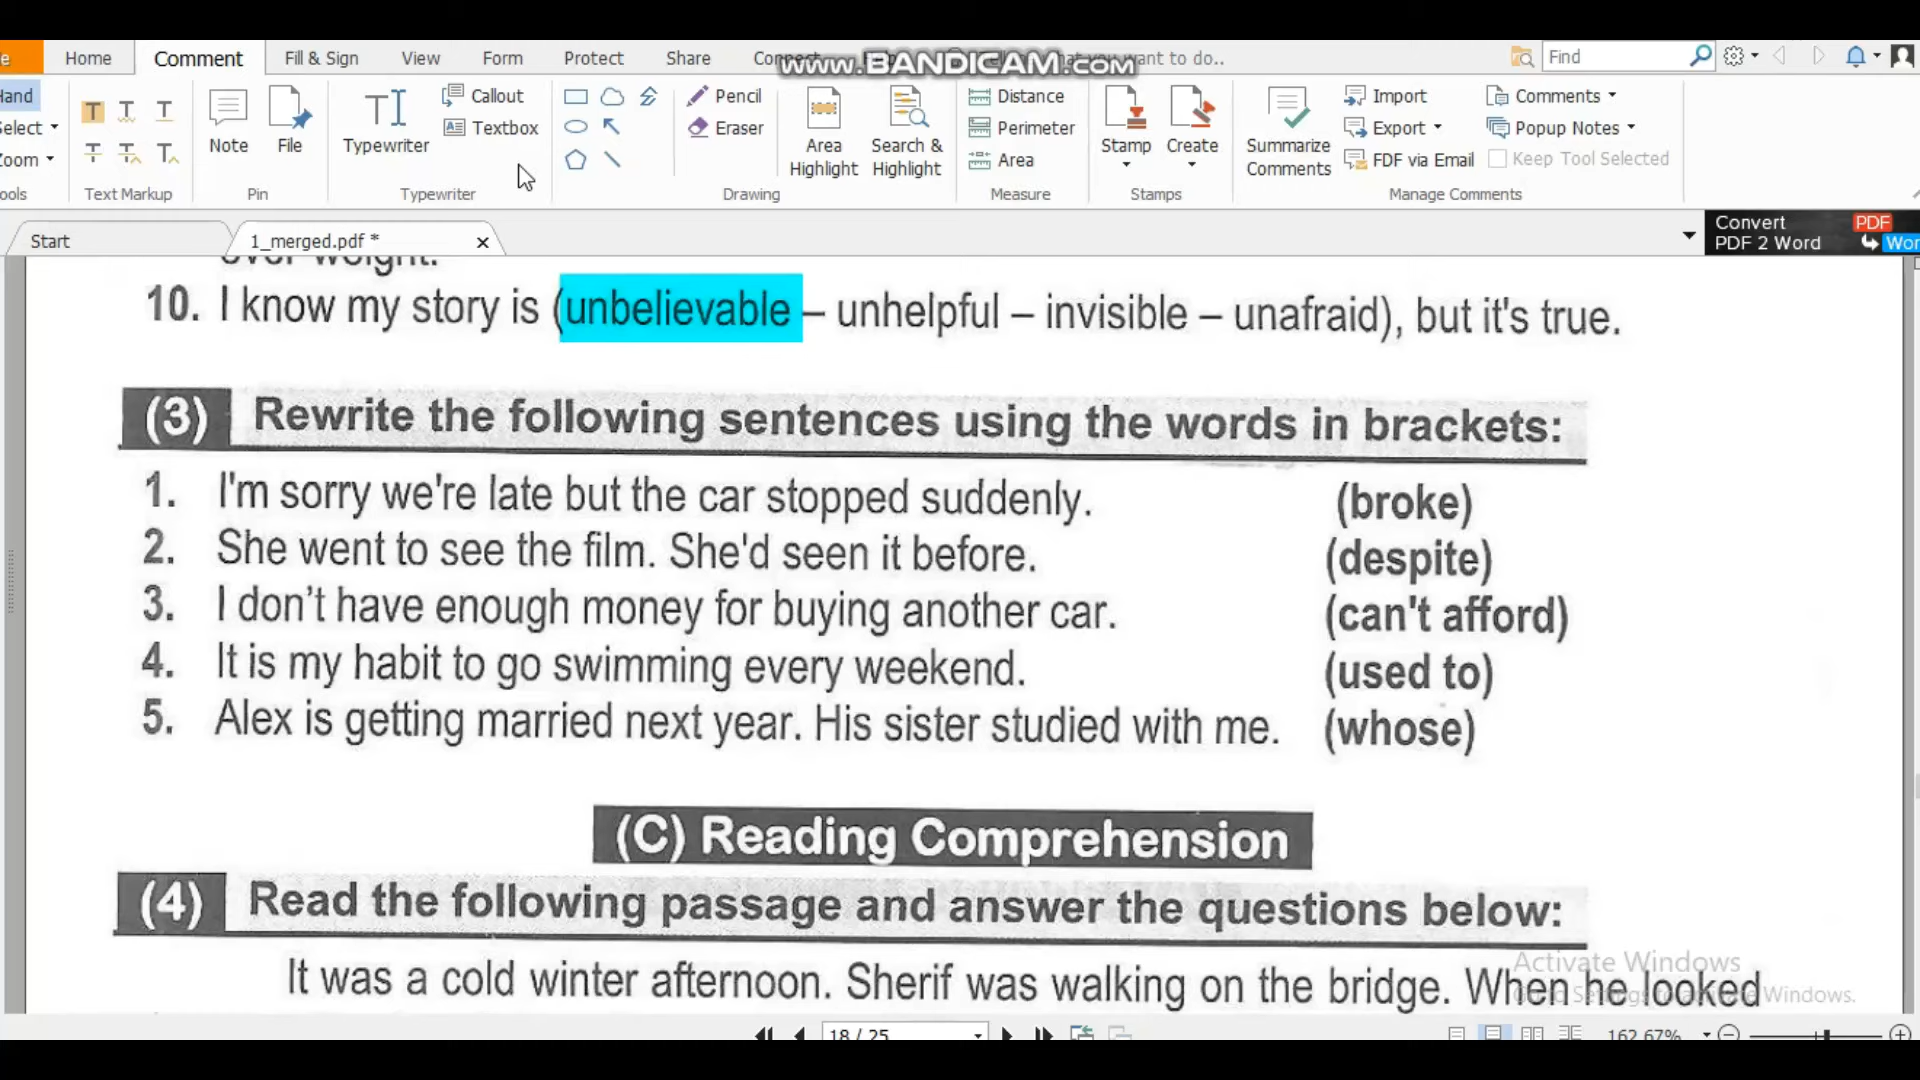 Home Comment Fill & Sign View Form Protect Share Connect Find
www.BANDICAM.com
Hand Pencil Callout Distance Import Comments
Select Textbox Eraser Perimeter Export Popup Notes
Zoom Area FDF via Email Keep Tool Selected
Note File Typewriter Area Highlight Search & Highlight Stamp Create Summarize Comments
Text Markup Pin Typewriter Drawing Measure Stamps Manage Comments
Start 1_merged.pdf *
Convert PDF
PDF 2 Word
over weight.
10. I know my story is (unbelievable – unhelpful – invisible – unafraid), but it's true.
(3) Rewrite the following sentences using the words in brackets:
1. I'm sorry we're late but the car stopped suddenly. (broke)
2. She went to see the film. She'd seen it before. (despite)
3. I don't have enough money for buying another car. (can't afford)
4. It is my habit to go swimming every weekend. (used to)
5. Alex is getting married next year. His sister studied with me. (whose)
(C) Reading Comprehension
(4) Read the following passage and answer the questions below:
Activate Windows
It was a cold winter afternoon. Sherif was walking on the bridge. When he looked
18 / 25 162.67%